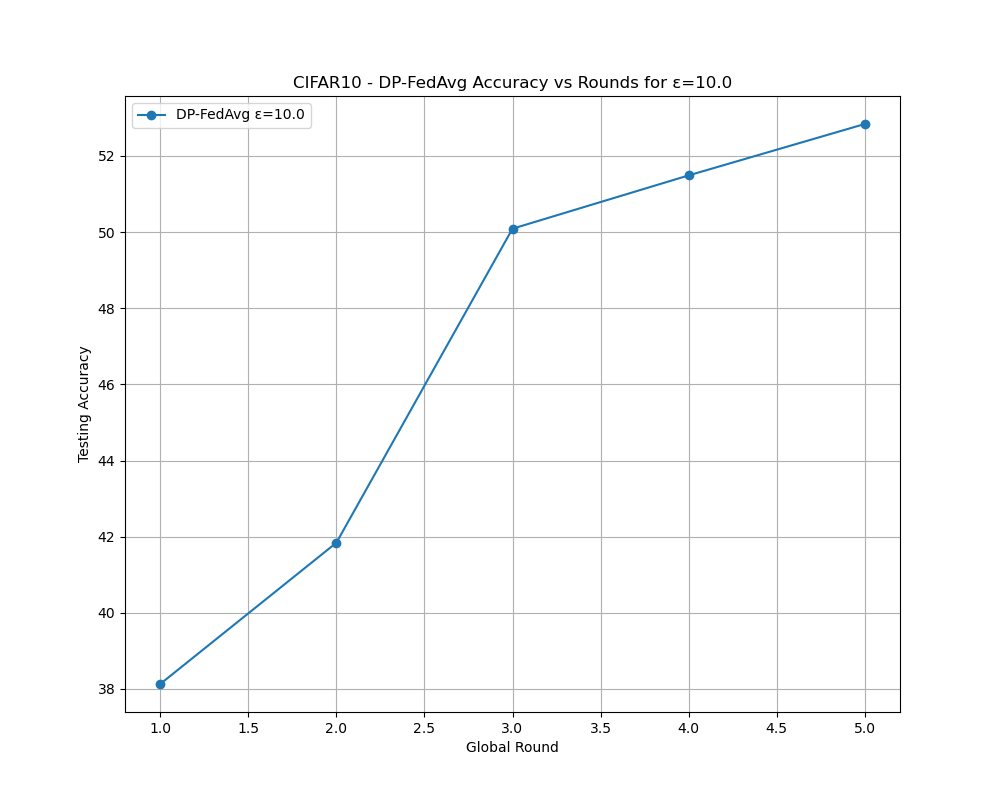 CIFAR10 - DP-FedAvg Accuracy vs Rounds for ε=10.0
DP-FedAvg ε=10.0
Testing Accuracy
52
50
48
46
44
42
40
38
1.0 1.5 2.0 2.5 3.0 3.5 4.0 4.5 5.0
Global Round